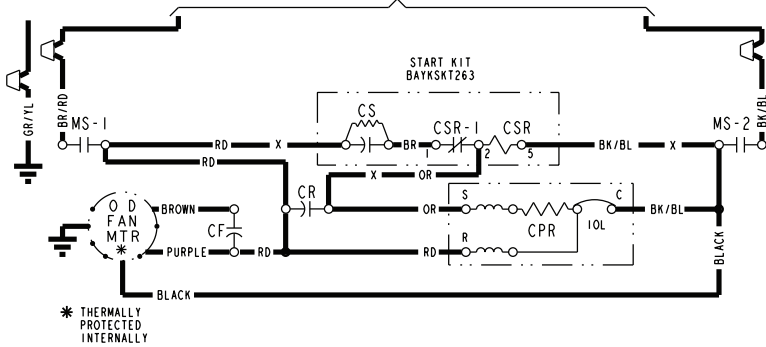 START KIT
BAYKSKT263
GR/YL
BR/RD
BK/BL
MS-1
CS
CSR-1
CSR
MS-2
RD X
BR
1
2
5
BK/BL X
RD
X OR
O D
FAN
MTR
*
BROWN
CF
CR
OR
S
C
CPR
IOL
BK/BL
PURPLE
RD
RD
R
BLACK
BLACK
* THERMALLY
PROTECTED
INTERNALLY